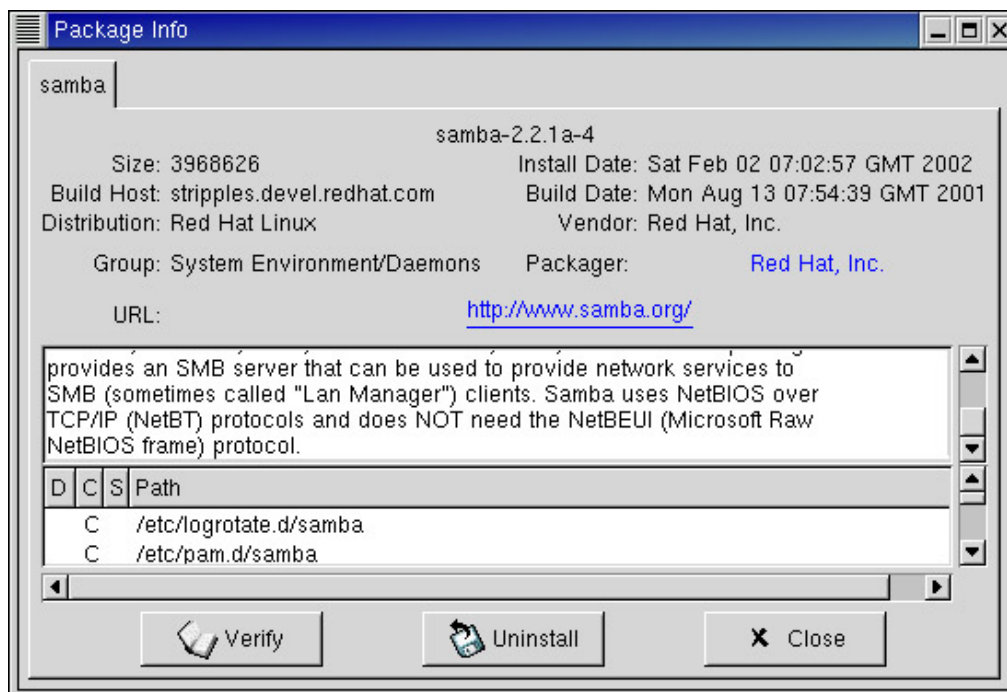 Package Info
samba
samba-2.2.1a-4
Size: 3968626 Install Date: Sat Feb 02 07:02:57 GMT 2002
Build Host: stripples.devel.redhat.com Build Date: Mon Aug 13 07:54:39 GMT 2001
Distribution: Red Hat Linux Vendor: Red Hat, Inc.
Group: System Environment/Daemons Packager: Red Hat, Inc.
URL: http://www.samba.org/
provides an SMB server that can be used to provide network services to
SMB (sometimes called "Lan Manager") clients. Samba uses NetBIOS over
TCP/IP (NetBT) protocols and does NOT need the NetBEUI (Microsoft Raw
NetBIOS frame) protocol.
D C S Path
C /etc/logrotate.d/samba
C /etc/pam.d/samba
Verify Uninstall Close